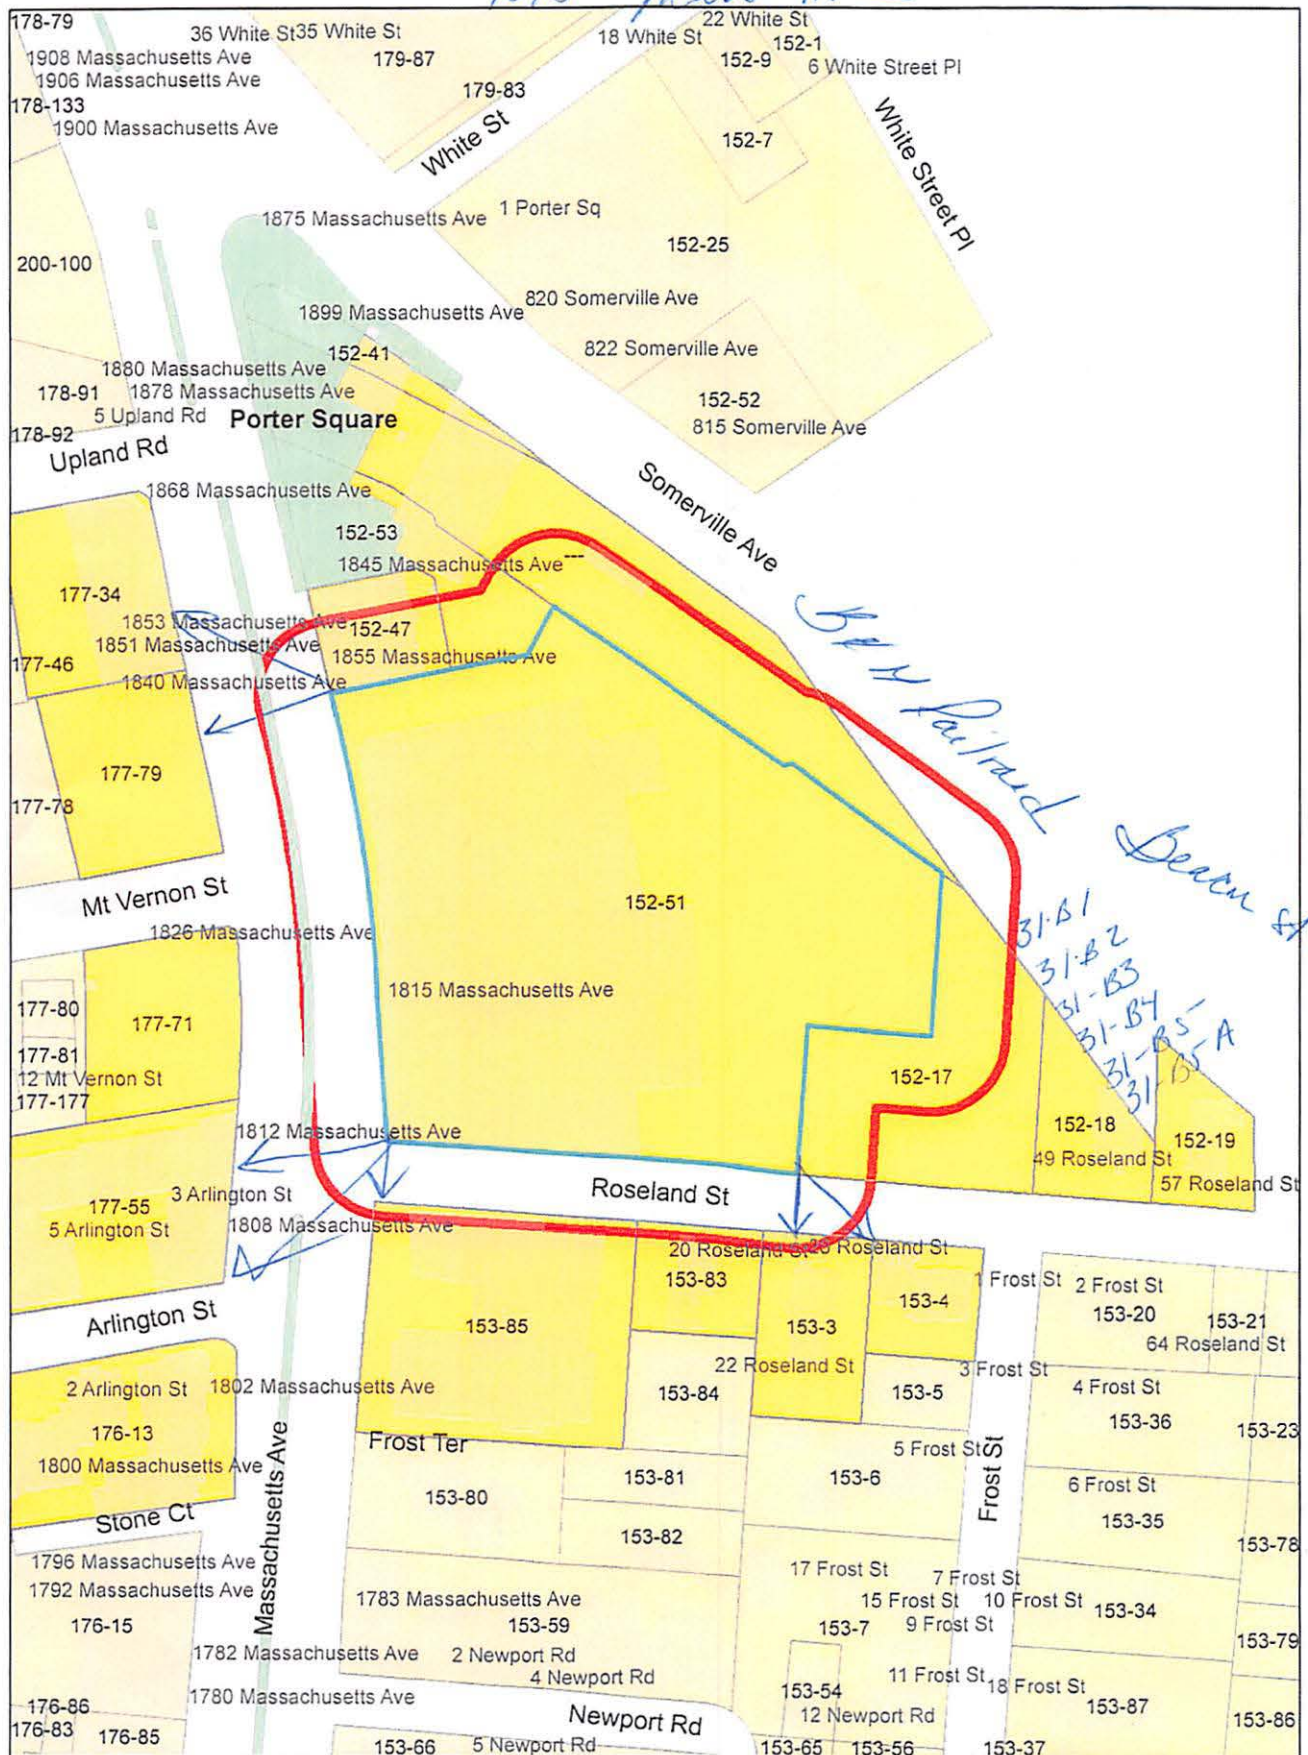 178-79
36 White St
35 White St
22 White St
18 White St
152-1
1908 Massachusetts Ave
179-87
152-9
6 White Street Pl
1906 Massachusetts Ave
179-83
178-133
1900 Massachusetts Ave
White St
152-7
White Street Pl
1875 Massachusetts Ave
1 Porter Sq
152-25
200-100
820 Somerville Ave
1899 Massachusetts Ave
822 Somerville Ave
152-41
1880 Massachusetts Ave
178-91
1878 Massachusetts Ave
152-52
5 Upland Rd
Porter Square
815 Somerville Ave
178-92
Upland Rd
1868 Massachusetts Ave
Somerville Ave
152-53
1845 Massachusetts Ave
---
177-34
1853 Massachusetts Ave
152-47
1851 Massachusetts Ave
1855 Massachusetts Ave
177-46
1840 Massachusetts Ave
B & M Railroad
177-79
177-78
Beacon St
Mt Vernon St
152-51
1826 Massachusetts Ave
31-B1
31-B2
31-B3
31-B4
31-B5
31-B5A
1815 Massachusetts Ave
177-80
177-71
177-81
12 Mt Vernon St
152-17
177-177
1812 Massachusetts Ave
152-18
152-19
49 Roseland St
57 Roseland St
177-55
3 Arlington St
Roseland St
5 Arlington St
1808 Massachusetts Ave
20 Roseland St
Roseland St
153-83
1 Frost St
2 Frost St
153-4
153-20
153-21
Arlington St
153-85
153-3
64 Roseland St
22 Roseland St
3 Frost St
2 Arlington St
1802 Massachusetts Ave
153-84
153-5
4 Frost St
176-13
153-36
153-23
Frost Ter
5 Frost St
1800 Massachusetts Ave
153-81
153-6
Frost St
6 Frost St
153-80
Stone Ct
153-82
153-35
153-78
Massachusetts Ave
1796 Massachusetts Ave
17 Frost St
7 Frost St
1792 Massachusetts Ave
1783 Massachusetts Ave
15 Frost St
10 Frost St
153-34
176-15
153-59
153-7
9 Frost St
153-79
1782 Massachusetts Ave
2 Newport Rd
4 Newport Rd
11 Frost St
18 Frost St
1780 Massachusetts Ave
153-54
153-87
176-86
Newport Rd
12 Newport Rd
153-86
176-83
176-85
153-66
5 Newport Rd
153-65
153-56
153-37